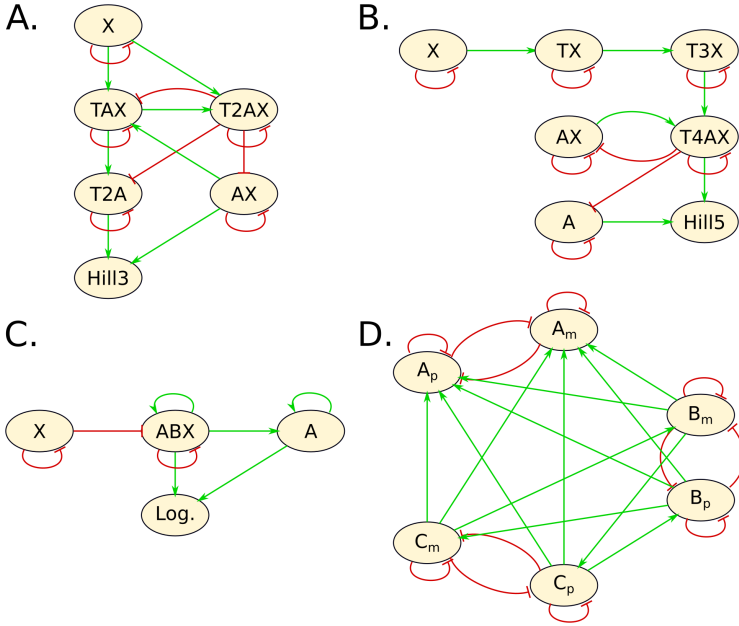 A.
X
TAX
T2AX
T2A
AX
Hill3
B.
X
TX
T3X
AX
T4AX
A
Hill5
C.
X
ABX
A
Log.
D.
Aₘ
Aₚ
Bₘ
Bₚ
Cₘ
Cₚ